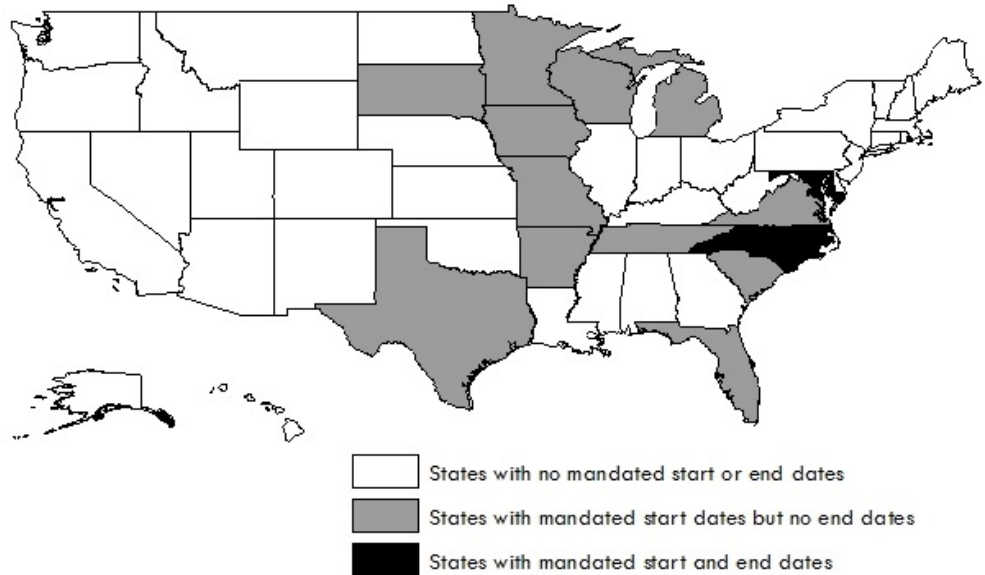 States with no mandated start or end dates
States with mandated start dates but no end dates
States with mandated start and end dates